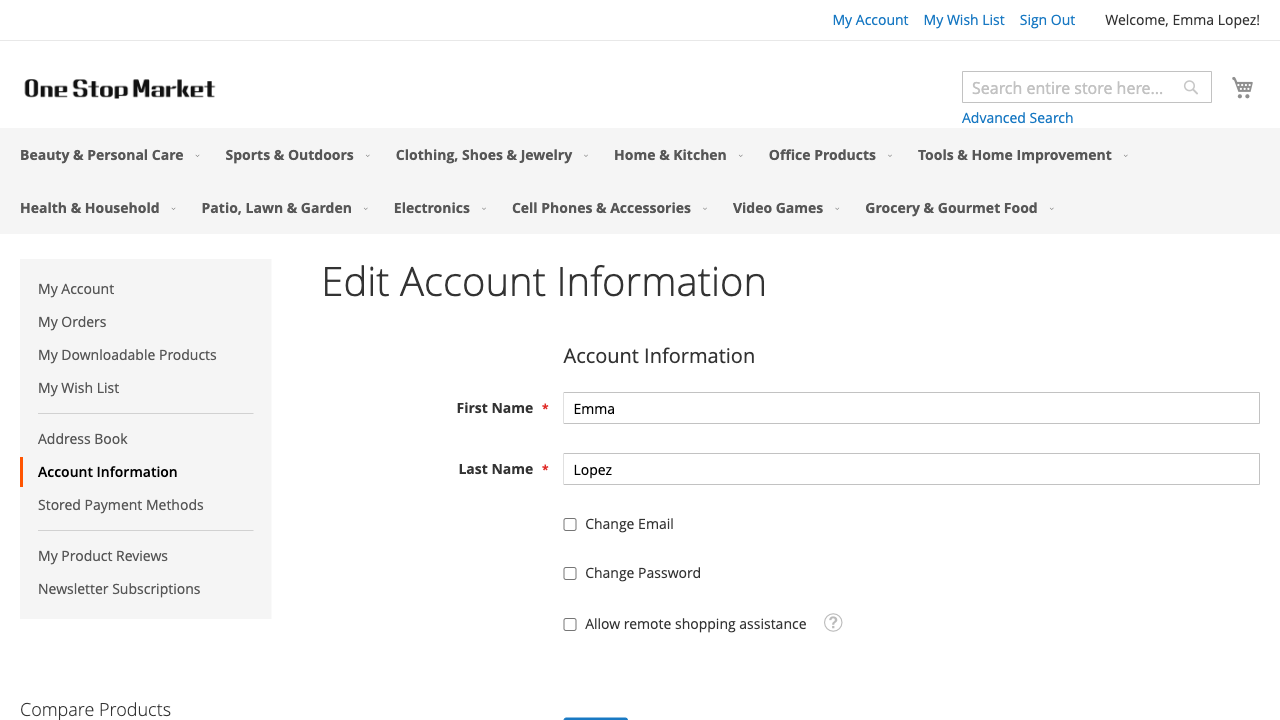 My Account My Wish List Sign Out Welcome, Emma Lopez!
One Stop Market
Search entire store here...
Advanced Search
Beauty & Personal Care Sports & Outdoors Clothing, Shoes & Jewelry Home & Kitchen Office Products Tools & Home Improvement
Health & Household Patio, Lawn & Garden Electronics Cell Phones & Accessories Video Games Grocery & Gourmet Food
My Account
My Orders
My Downloadable Products
My Wish List
Address Book
Account Information
Stored Payment Methods
My Product Reviews
Newsletter Subscriptions
Compare Products
Edit Account Information
Account Information
First Name * Emma
Last Name * Lopez
Change Email
Change Password
Allow remote shopping assistance ?